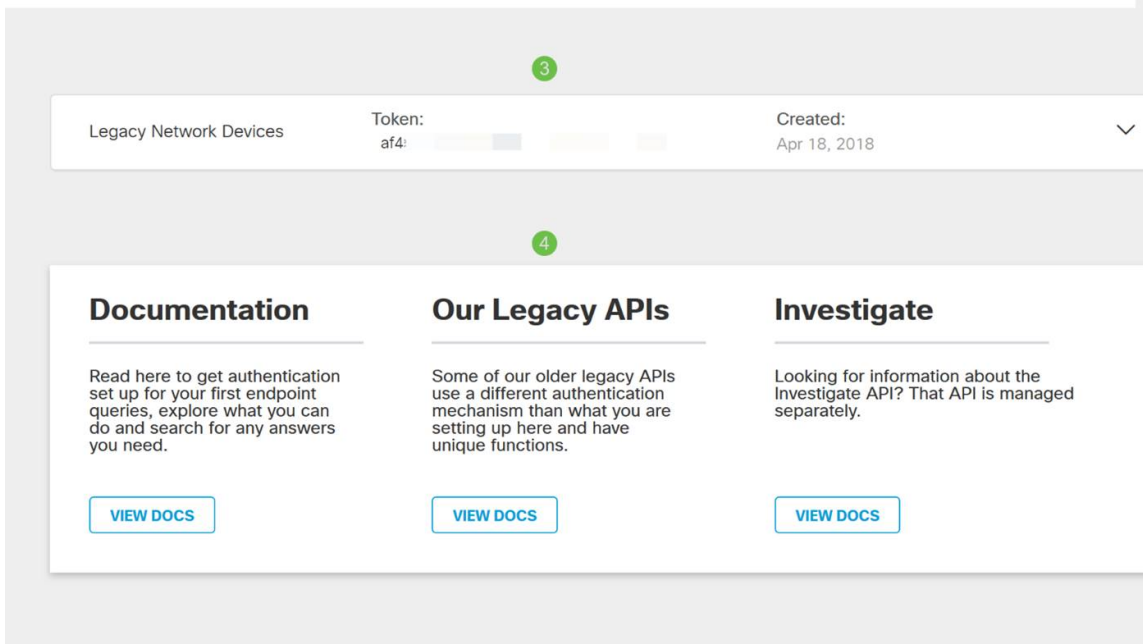 3
Legacy Network Devices
Token:
Created:
af4
Apr 18, 2018
4
Documentation
Read here to get authentication
set up for your first endpoint
queries, explore what you can
do and search for any answers
you need.
VIEW DOCS
Our Legacy APIs
Some of our older legacy APIs
use a different authentication
mechanism than what you are
setting up here and have
unique functions.
VIEW DOCS
Investigate
Looking for information about the
Investigate API? That API is managed
separately.
VIEW DOCS